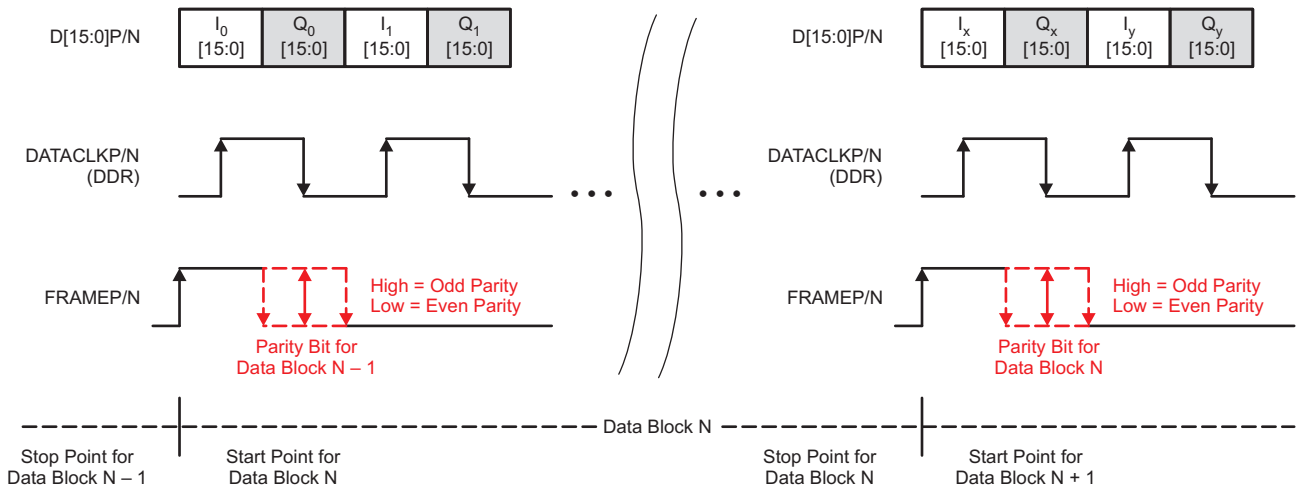 D[15:0]P/N
I0 Q0 I1 Q1
[15:0] [15:0] [15:0] [15:0]
D[15:0]P/N
Ix Qx Iy Qy
[15:0] [15:0] [15:0] [15:0]
DATACLKP/N
(DDR)
DATACLKP/N
(DDR)
FRAMEP/N
High = Odd Parity
Low = Even Parity
Parity Bit for
Data Block N – 1
FRAMEP/N
High = Odd Parity
Low = Even Parity
Parity Bit for
Data Block N
Data Block N
Stop Point for
Data Block N – 1
Start Point for
Data Block N
Stop Point for
Data Block N
Start Point for
Data Block N + 1